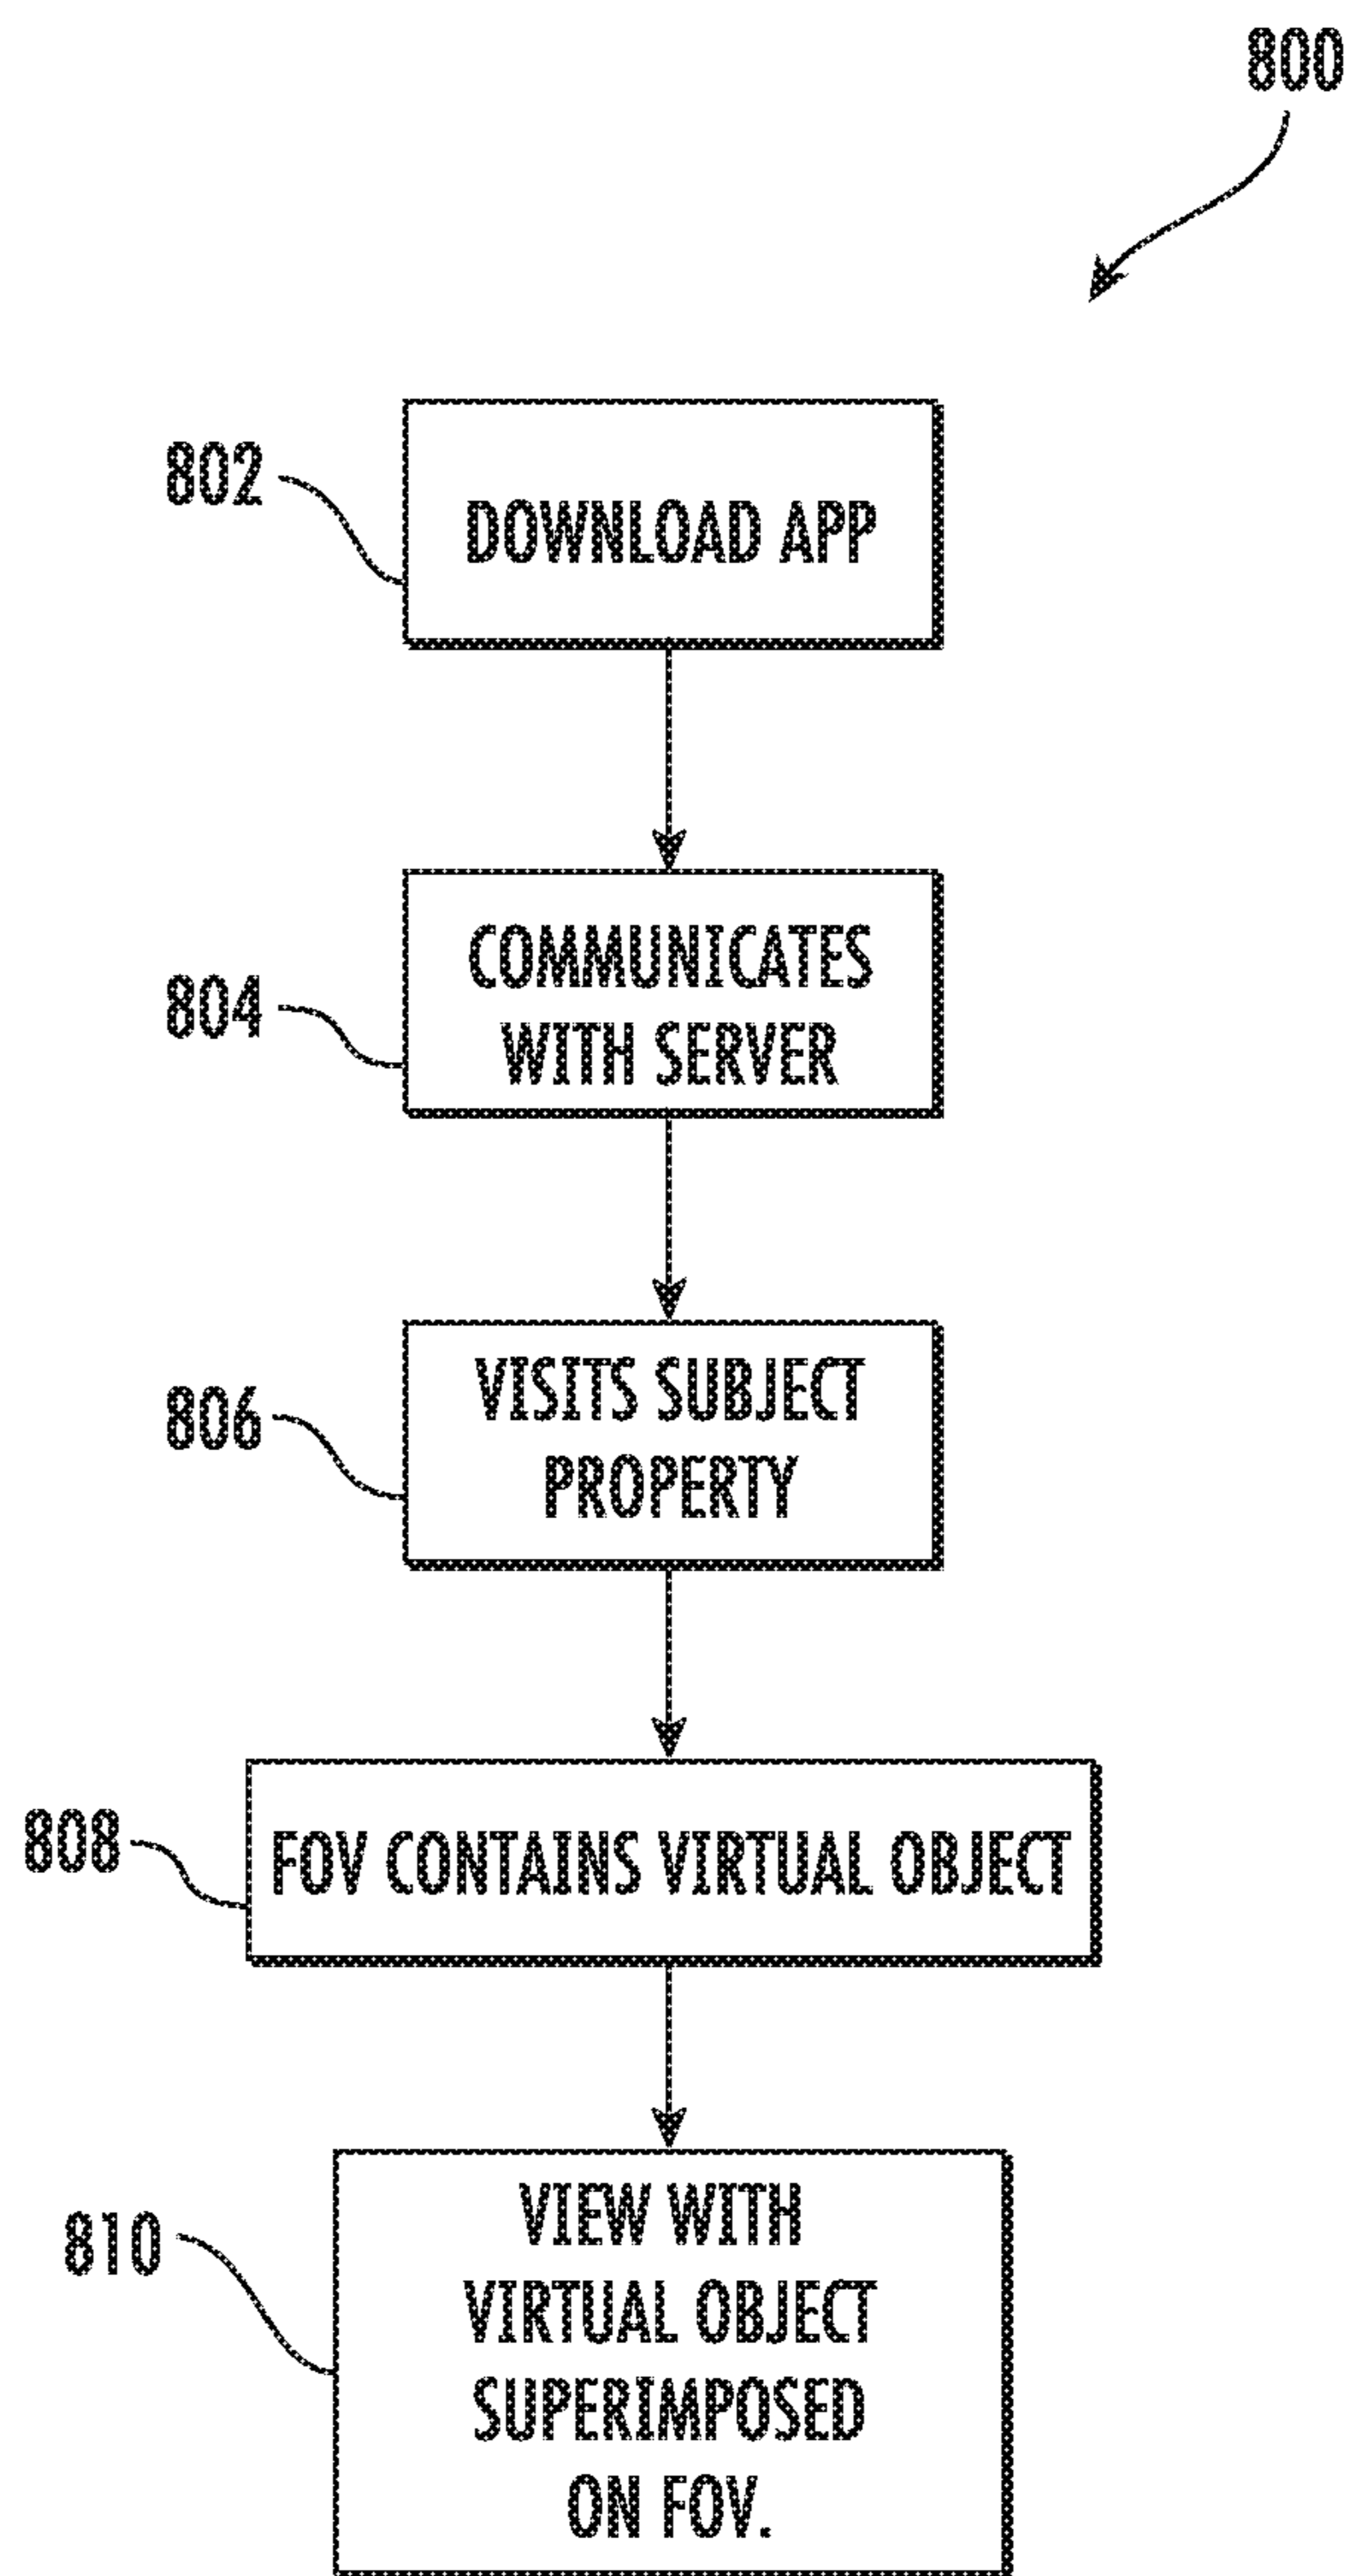 800
802
DOWNLOAD APP
804
COMMUNICATES
WITH SERVER
806
VISITS SUBJECT
PROPERTY
808
FOV CONTAINS VIRTUAL OBJECT
810
VIEW WITH
VIRTUAL OBJECT
SUPERIMPOSED
ON FOV.